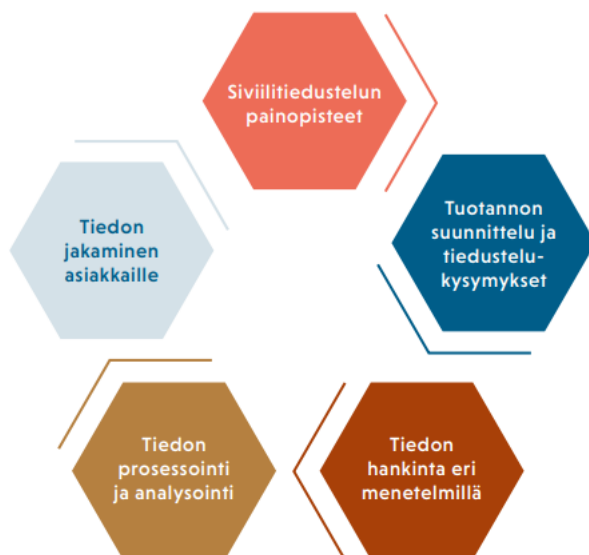 Siviilitiedustelun
painopisteet
Tuotannon
suunnittelu ja
tiedustelu-
kysymykset
Tiedon
hankinta eri
menetelmillä
Tiedon
prosessointi
ja analysointi
Tiedon
jakaminen
asiakkaille